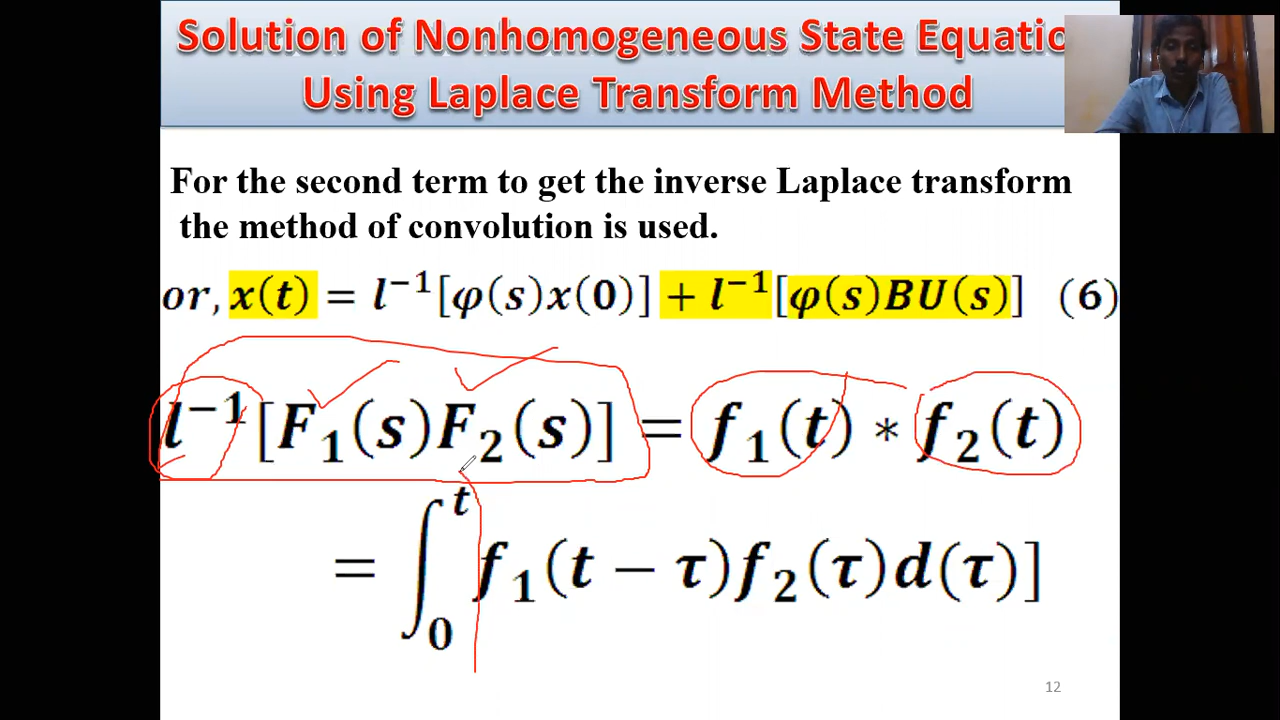 Solution of Nonhomogeneous State Equatio
Using Laplace Transform Method
For the second term to get the inverse Laplace transform
the method of convolution is used.
or, x(t) = l⁻¹[φ(s)x(0)] + l⁻¹[φ(s)BU(s)] (6)
l⁻¹[F₁(s)F₂(s)] = f₁(t) * f₂(t)
= ∫₀ᵗ f₁(t − τ)f₂(τ)d(τ)]
12